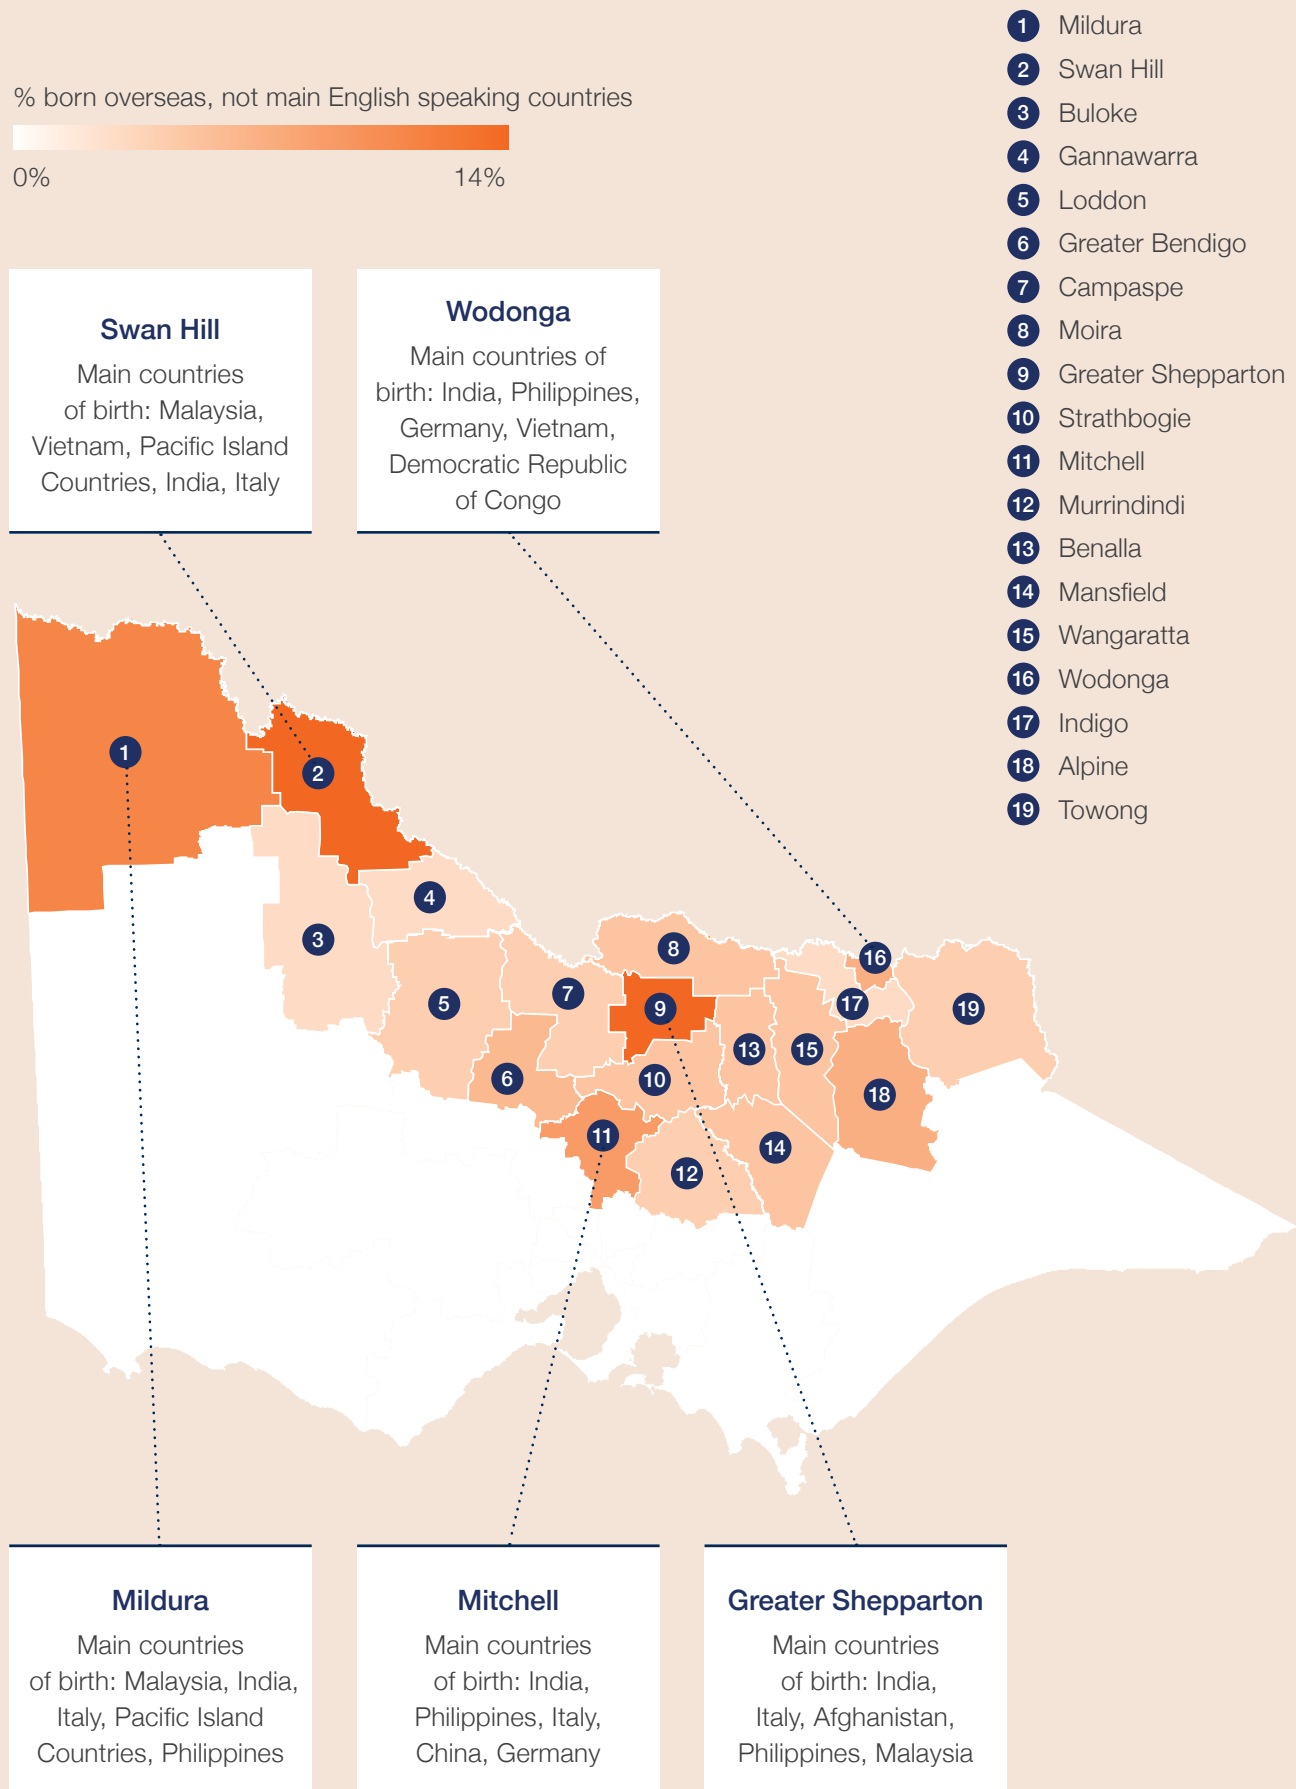 % born overseas, not main English speaking countries
0%
14%
1 Mildura
2 Swan Hill
3 Buloke
4 Gannawarra
5 Loddon
6 Greater Bendigo
7 Campaspe
8 Moira
9 Greater Shepparton
10 Strathbogie
11 Mitchell
12 Murrindindi
13 Benalla
14 Mansfield
15 Wangaratta
16 Wodonga
17 Indigo
18 Alpine
19 Towong
Swan Hill
Main countries
of birth: Malaysia,
Vietnam, Pacific Island
Countries, India, Italy
Wodonga
Main countries of
birth: India, Philippines,
Germany, Vietnam,
Democratic Republic
of Congo
1
2
3
4
5
6
7
8
9
10
11
12
13
14
15
16
17
18
19
Mildura
Main countries
of birth: Malaysia, India,
Italy, Pacific Island
Countries, Philippines
Mitchell
Main countries
of birth: India,
Philippines, Italy,
China, Germany
Greater Shepparton
Main countries
of birth: India,
Italy, Afghanistan,
Philippines, Malaysia